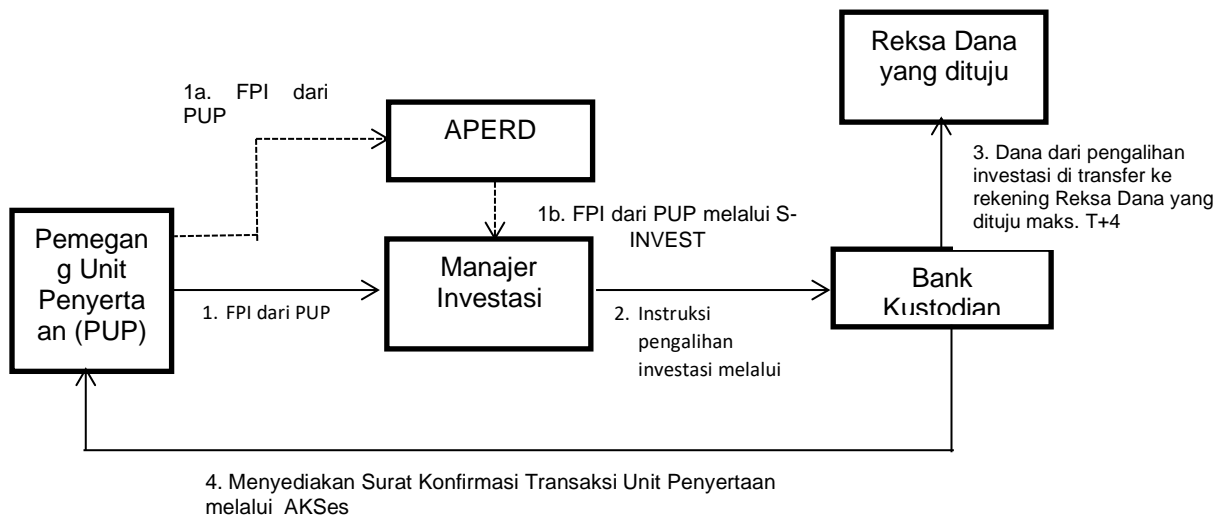 Reksa Dana
yang dituju
1a. FPI dari
PUP
APERD
3. Dana dari pengalihan
investasi di transfer ke
rekening Reksa Dana yang
dituju maks. T+4
1b. FPI dari PUP melalui S-
INVEST
Pemegan
g Unit
Penyerta
an (PUP)
Manajer
Investasi
Bank
Kustodian
1. FPI dari PUP
2. Instruksi
pengalihan
investasi melalui
4. Menyediakan Surat Konfirmasi Transaksi Unit Penyertaan
melalui AKSes